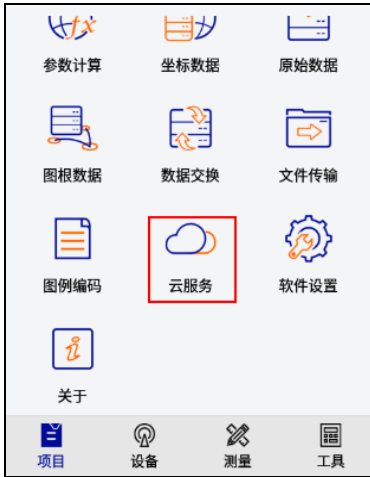 参数计算 坐标数据 原始数据
图根数据 数据交换 文件传输
图例编码 云服务 软件设置
关于
项目 设备 测量 工具